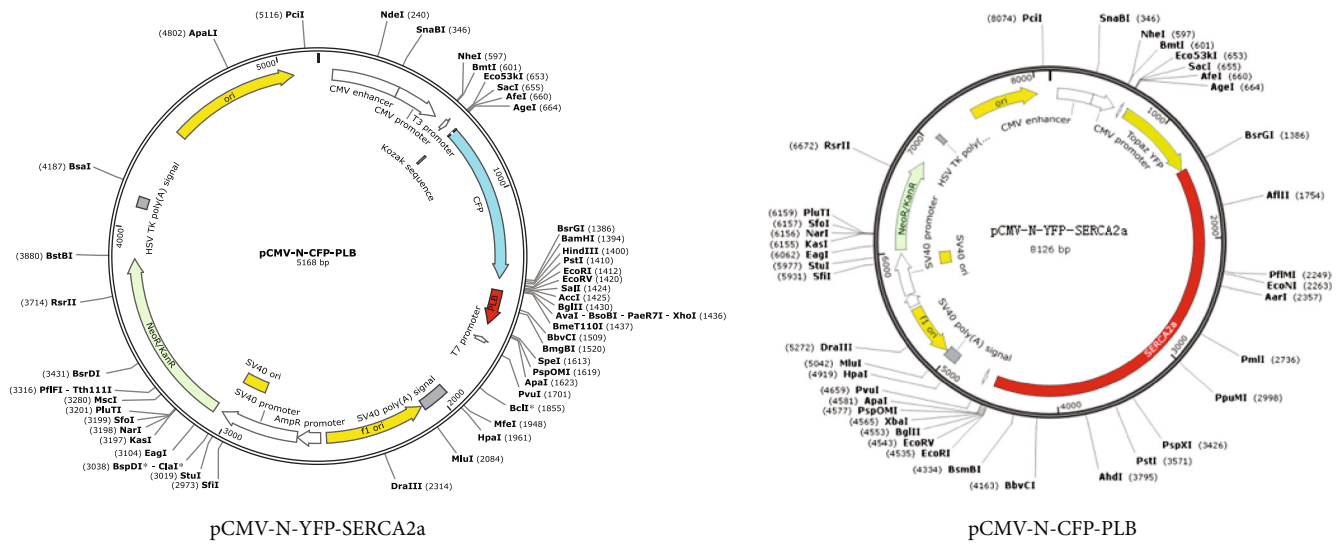 (5116) PciI
NdeI (240)
SnaBI (346)
(4802) ApaLI
NheI (597)
BmtI (601)
Eco53kI (653)
SacI (655)
AfeI (660)
AgeI (664)
5000
ori
CMV enhancer
CMV promoter
T3 promoter
Kozak sequence
1000
CFP
(4187) BsaI
HSV TK poly(A) signal
4000
(3880) BstBI
(3714) RsrII
pCMV-N-CFP-PLB
5168 bp
BsrGI (1386)
BamHI (1394)
HindIII (1400)
PstI (1410)
EcoRI (1412)
EcoRV (1420)
SalI (1424)
AccI (1425)
BglII (1430)
AvaI - BsoBI - PaeR7I - XhoI (1436)
BmeT110I (1437)
BbvCI (1509)
BmgBI (1520)
SpeI (1613)
PspOMI (1619)
ApaI (1623)
PvuI (1701)
BclI* (1855)
MfeI (1948)
HpaI (1961)
MluI (2084)
PLB
T7 promoter
NeoR/KanR
SV40 ori
SV40 promoter
AmpR promoter
SV40 poly(A) signal
f1 ori
2000
3000
(3431) BsrDI
(3316) PflFI - Tth111I
(3280) MscI
(3201) PluTI
(3199) SfoI
(3198) NarI
(3197) KasI
(3104) EagI
(3038) BspDI* - ClaI*
(3019) StuI
(2973) SfiI
DraIII (2314)
pCMV-N-YFP-SERCA2a
(8074) PciI
SnaBI (346)
NheI (597)
BmtI (601)
Eco53kI (653)
SacI (655)
AfeI (660)
AgeI (664)
8000
ori
CMV enhancer
CMV promoter
Topaz YFP
1000
BsrGI (1386)
AflII (1754)
2000
(6672) RsrII
7000
HSV TK poly(...
NeoR/KanR
SV40 promoter
SV40 ori
pCMV-N-YFP-SERCA2a
8126 bp
(6159) PluTI
(6157) SfoI
(6156) NarI
(6155) KasI
(6062) EagI
(5977) StuI
(5931) SfiI
6000
PflMI (2249)
EcoNI (2263)
AarI (2357)
SV40 poly(A) signal
f1 ori
SERCA2a
3000
PmlI (2736)
PpuMI (2998)
(5272) DraIII
(5042) MluI
(4919) HpaI
5000
(4659) PvuI
(4581) ApaI
(4577) PspOMI
(4565) XbaI
(4553) BglII
(4543) EcoRV
(4535) EcoRI
(4334) BsmBI
(4163) BbvCI
4000
PspXI (3426)
PstI (3571)
AhdI (3795)
pCMV-N-CFP-PLB